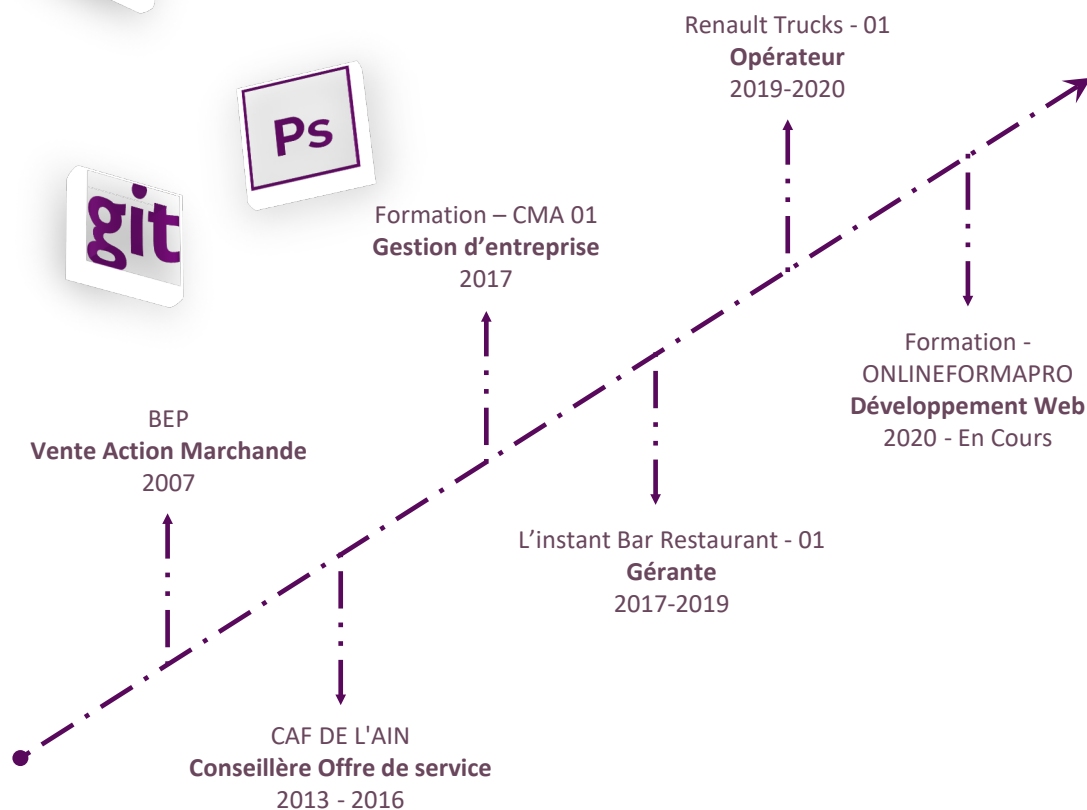 Renault Trucks - 01
Opérateur
2019-2020
Ps
git
Formation – CMA 01
Gestion d’entreprise
2017
Formation -
ONLINEFORMAPRO
Développement Web
2020 - En Cours
BEP
Vente Action Marchande
2007
L’instant Bar Restaurant - 01
Gérante
2017-2019
CAF DE L'AIN
Conseillère Offre de service
2013 - 2016